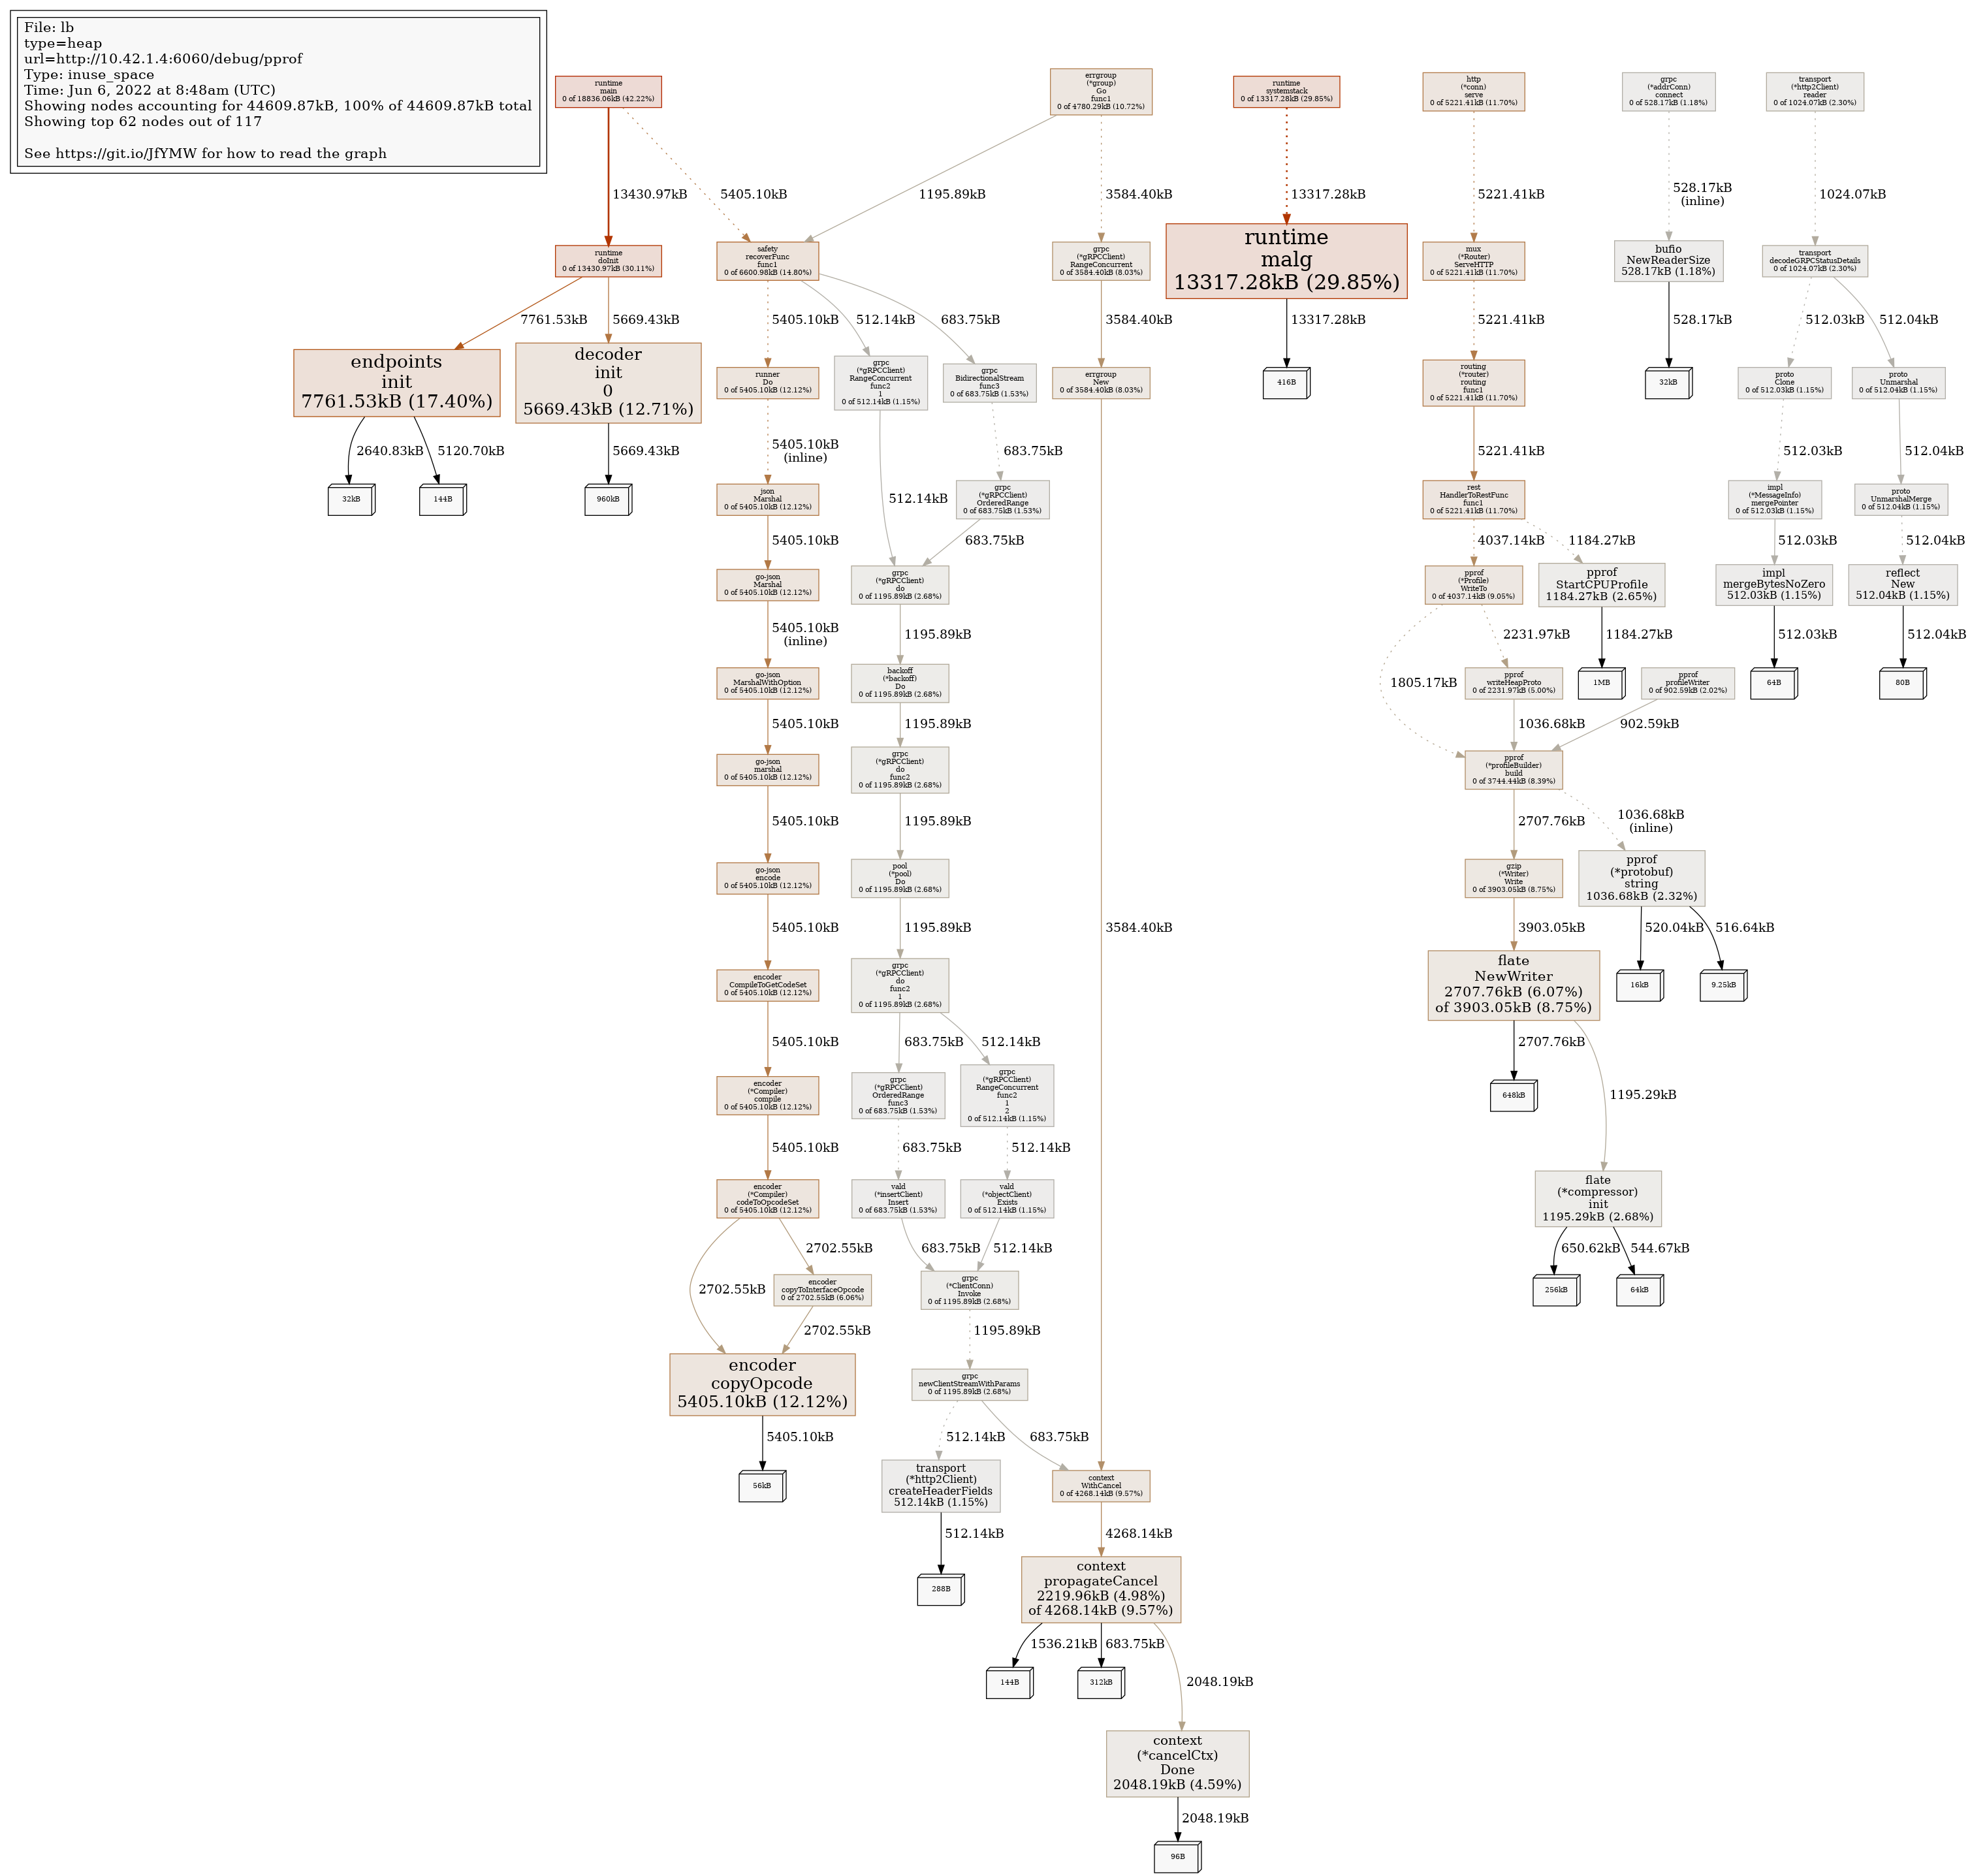 File: lb
type=heap
url=http://10.42.1.4:6060/debug/pprof
Type: inuse_space
Time: Jun 6, 2022 at 8:48am (UTC)
Showing nodes accounting for 44609.87kB, 100% of 44609.87kB total
Showing top 62 nodes out of 117
See https://git.io/JfYMW for how to read the graph
runtime
main
0 of 18836.06kB (42.22%)
errgroup
(*group)
Go
func1
0 of 4780.29kB (10.72%)
runtime
systemstack
0 of 13317.28kB (29.85%)
http
(*conn)
serve
0 of 5221.41kB (11.70%)
grpc
(*addrConn)
connect
0 of 528.17kB (1.18%)
transport
(*http2Client)
reader
0 of 1024.07kB (2.30%)
13430.97kB
5405.10kB
1195.89kB
3584.40kB
13317.28kB
5221.41kB
528.17kB
(inline)
1024.07kB
runtime
doInit
0 of 13430.97kB (30.11%)
safety
recoverFunc
func1
0 of 6600.98kB (14.80%)
grpc
(*gRPCClient)
RangeConcurrent
0 of 3584.40kB (8.03%)
runtime
malg
13317.28kB (29.85%)
mux
(*Router)
ServeHTTP
0 of 5221.41kB (11.70%)
bufio
NewReaderSize
528.17kB (1.18%)
transport
decodeGRPCStatusDetails
0 of 1024.07kB (2.30%)
7761.53kB
5669.43kB
5405.10kB
512.14kB
683.75kB
3584.40kB
13317.28kB
5221.41kB
528.17kB
512.03kB
512.04kB
endpoints
init
7761.53kB (17.40%)
decoder
init
0
5669.43kB (12.71%)
runner
Do
0 of 5405.10kB (12.12%)
grpc
(*gRPCClient)
RangeConcurrent
func2
1
0 of 512.14kB (1.15%)
grpc
BidirectionalStream
func3
0 of 683.75kB (1.53%)
errgroup
New
0 of 3584.40kB (8.03%)
416B
routing
(*router)
routing
func1
0 of 5221.41kB (11.70%)
32kB
proto
Clone
0 of 512.03kB (1.15%)
proto
Unmarshal
0 of 512.04kB (1.15%)
2640.83kB
5120.70kB
5669.43kB
5405.10kB
(inline)
683.75kB
5221.41kB
512.03kB
512.04kB
32kB
144B
960kB
json
Marshal
0 of 5405.10kB (12.12%)
512.14kB
grpc
(*gRPCClient)
OrderedRange
0 of 683.75kB (1.53%)
rest
HandlerToRestFunc
func1
0 of 5221.41kB (11.70%)
impl
(*MessageInfo)
mergePointer
0 of 512.03kB (1.15%)
proto
UnmarshalMerge
0 of 512.04kB (1.15%)
5405.10kB
683.75kB
4037.14kB
1184.27kB
512.03kB
512.04kB
go-json
Marshal
0 of 5405.10kB (12.12%)
grpc
(*gRPCClient)
do
0 of 1195.89kB (2.68%)
pprof
(*Profile)
WriteTo
0 of 4037.14kB (9.05%)
pprof
StartCPUProfile
1184.27kB (2.65%)
impl
mergeBytesNoZero
512.03kB (1.15%)
reflect
New
512.04kB (1.15%)
5405.10kB
(inline)
1195.89kB
2231.97kB
1184.27kB
512.03kB
512.04kB
go-json
MarshalWithOption
0 of 5405.10kB (12.12%)
backoff
(*backoff)
Do
0 of 1195.89kB (2.68%)
1805.17kB
pprof
writeHeapProto
0 of 2231.97kB (5.00%)
1MB
pprof
profileWriter
0 of 902.59kB (2.02%)
64B
80B
5405.10kB
1195.89kB
1036.68kB
902.59kB
go-json
marshal
0 of 5405.10kB (12.12%)
grpc
(*gRPCClient)
do
func2
0 of 1195.89kB (2.68%)
pprof
(*profileBuilder)
build
0 of 3744.44kB (8.39%)
5405.10kB
1195.89kB
2707.76kB
1036.68kB
(inline)
go-json
encode
0 of 5405.10kB (12.12%)
pool
(*pool)
Do
0 of 1195.89kB (2.68%)
gzip
(*Writer)
Write
0 of 3903.05kB (8.75%)
pprof
(*protobuf)
string
1036.68kB (2.32%)
5405.10kB
1195.89kB
3584.40kB
3903.05kB
520.04kB
516.64kB
encoder
CompileToGetCodeSet
0 of 5405.10kB (12.12%)
grpc
(*gRPCClient)
do
func2
1
0 of 1195.89kB (2.68%)
flate
NewWriter
2707.76kB (6.07%)
of 3903.05kB (8.75%)
16kB
9.25kB
5405.10kB
683.75kB
512.14kB
2707.76kB
encoder
(*Compiler)
compile
0 of 5405.10kB (12.12%)
grpc
(*gRPCClient)
OrderedRange
func3
0 of 683.75kB (1.53%)
grpc
(*gRPCClient)
RangeConcurrent
func2
1
2
0 of 512.14kB (1.15%)
648kB
1195.29kB
5405.10kB
683.75kB
512.14kB
encoder
(*Compiler)
codeToOpcodeSet
0 of 5405.10kB (12.12%)
vald
(*insertClient)
Insert
0 of 683.75kB (1.53%)
vald
(*objectClient)
Exists
0 of 512.14kB (1.15%)
flate
(*compressor)
init
1195.29kB (2.68%)
2702.55kB
683.75kB
512.14kB
650.62kB
544.67kB
2702.55kB
encoder
copyToInterfaceOpcode
0 of 2702.55kB (6.06%)
grpc
(*ClientConn)
Invoke
0 of 1195.89kB (2.68%)
256kB
64kB
2702.55kB
1195.89kB
encoder
copyOpcode
5405.10kB (12.12%)
grpc
newClientStreamWithParams
0 of 1195.89kB (2.68%)
5405.10kB
512.14kB
683.75kB
56kB
transport
(*http2Client)
createHeaderFields
512.14kB (1.15%)
context
WithCancel
0 of 4268.14kB (9.57%)
512.14kB
4268.14kB
288B
context
propagateCancel
2219.96kB (4.98%)
of 4268.14kB (9.57%)
1536.21kB
683.75kB
144B
312kB
2048.19kB
context
(*cancelCtx)
Done
2048.19kB (4.59%)
2048.19kB
96B